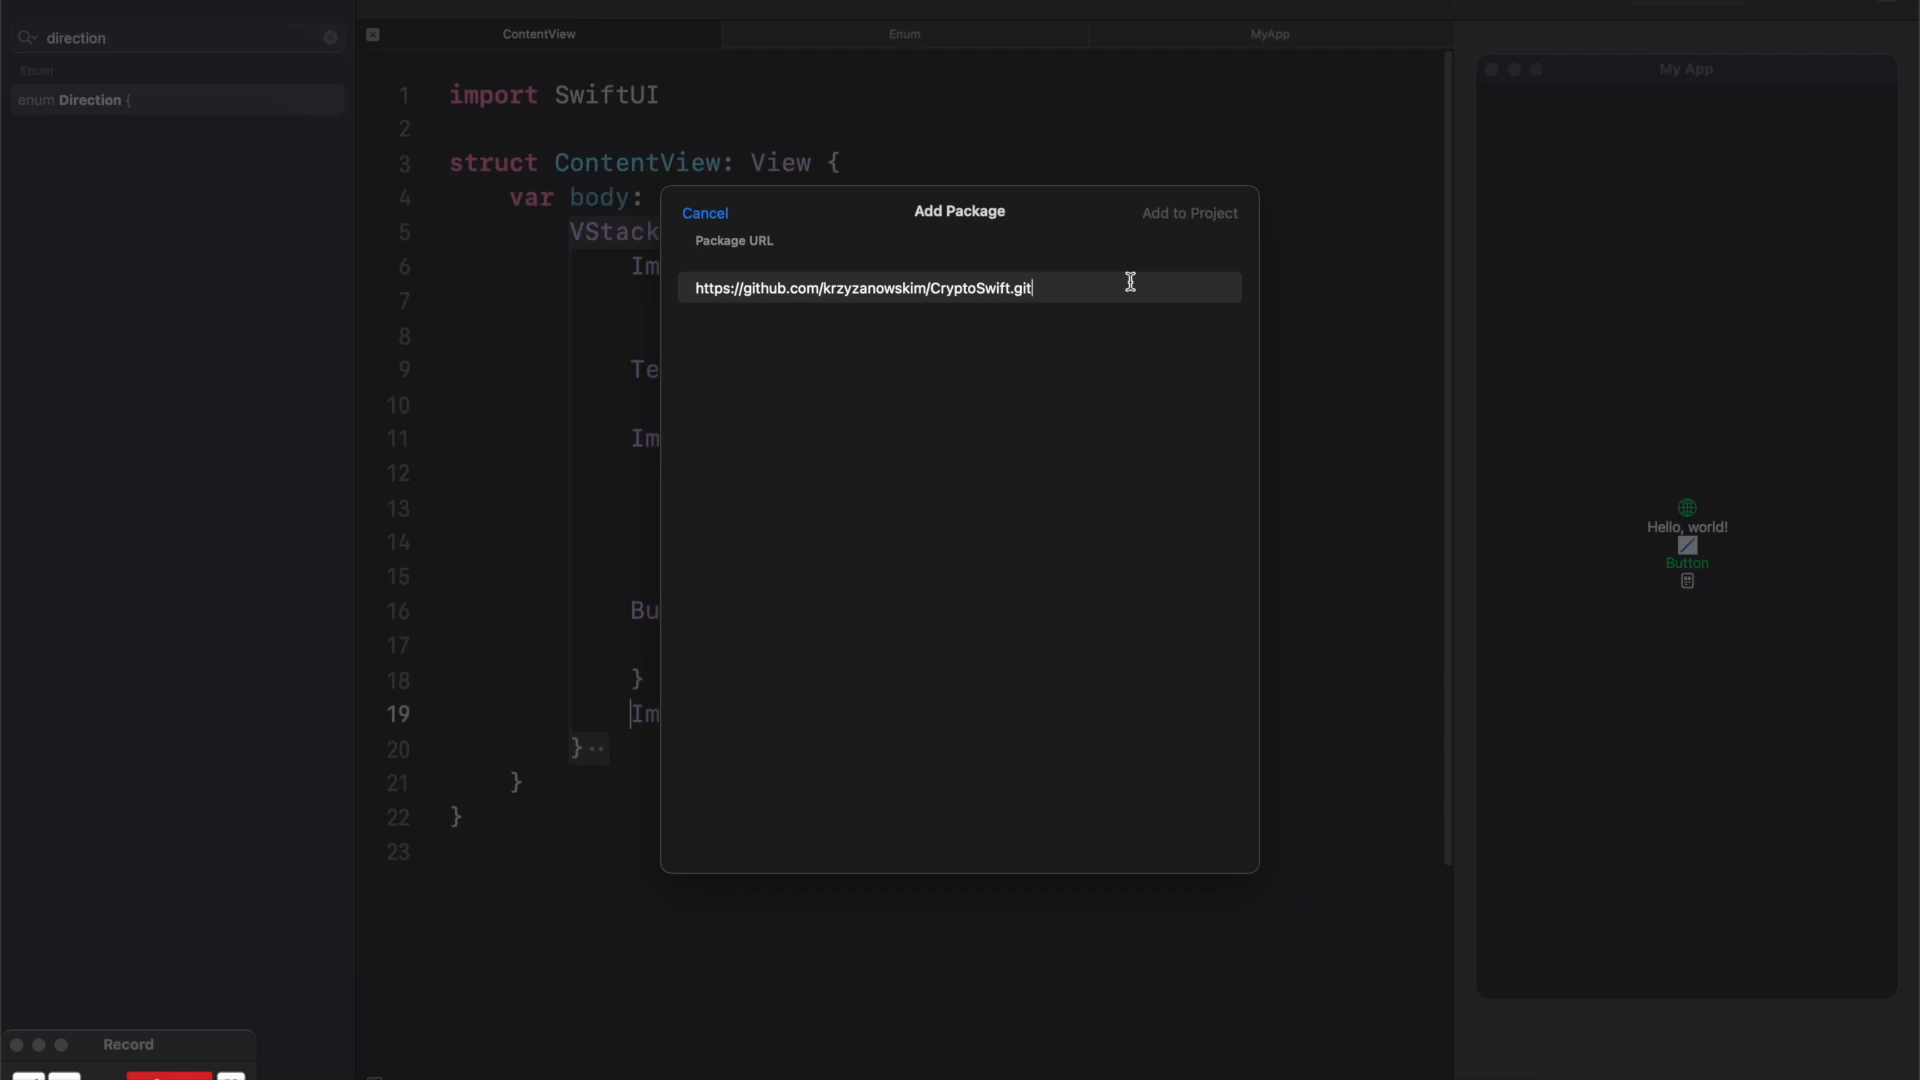 direction
Enum
enum Direction {
ContentView
Enum
MyApp
1 import SwiftUI
2
3 struct ContentView: View {
4 var body:
5 VStack
6 Im
7
8
9 Te
10
11 Im
12
13
14
15
16 Bu
17
18 }
19 Im
20 }
21 }
22 }
23
Cancel
Add Package
Add to Project
Package URL
https://github.com/krzyzanowskim/CryptoSwift.git
My App
Hello, world!
Button
Record